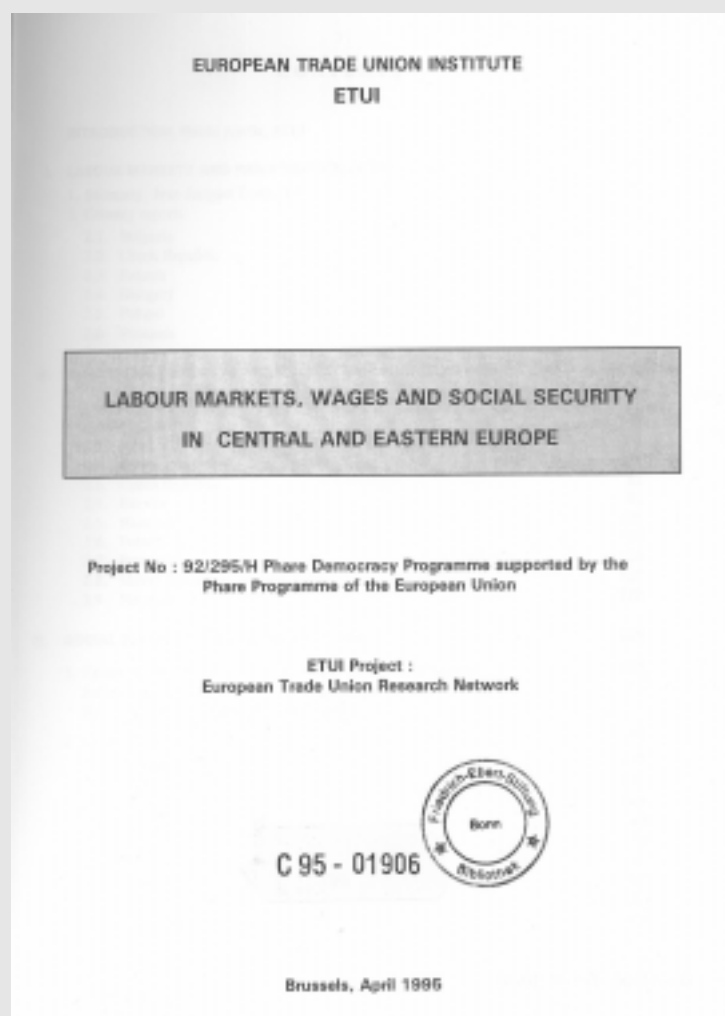 EUROPEAN TRADE UNION INSTITUTE
ETUI
LABOUR MARKETS, WAGES AND SOCIAL SECURITY
IN CENTRAL AND EASTERN EUROPE
Project No : 92/295/H Phare Democracy Programme supported by the
Phare Programme of the European Union
ETUI Project :
European Trade Union Research Network
Friedrich-Ebert-Stiftung
Bonn
Bibliothek
C 95 - 01906
Brussels, April 1995